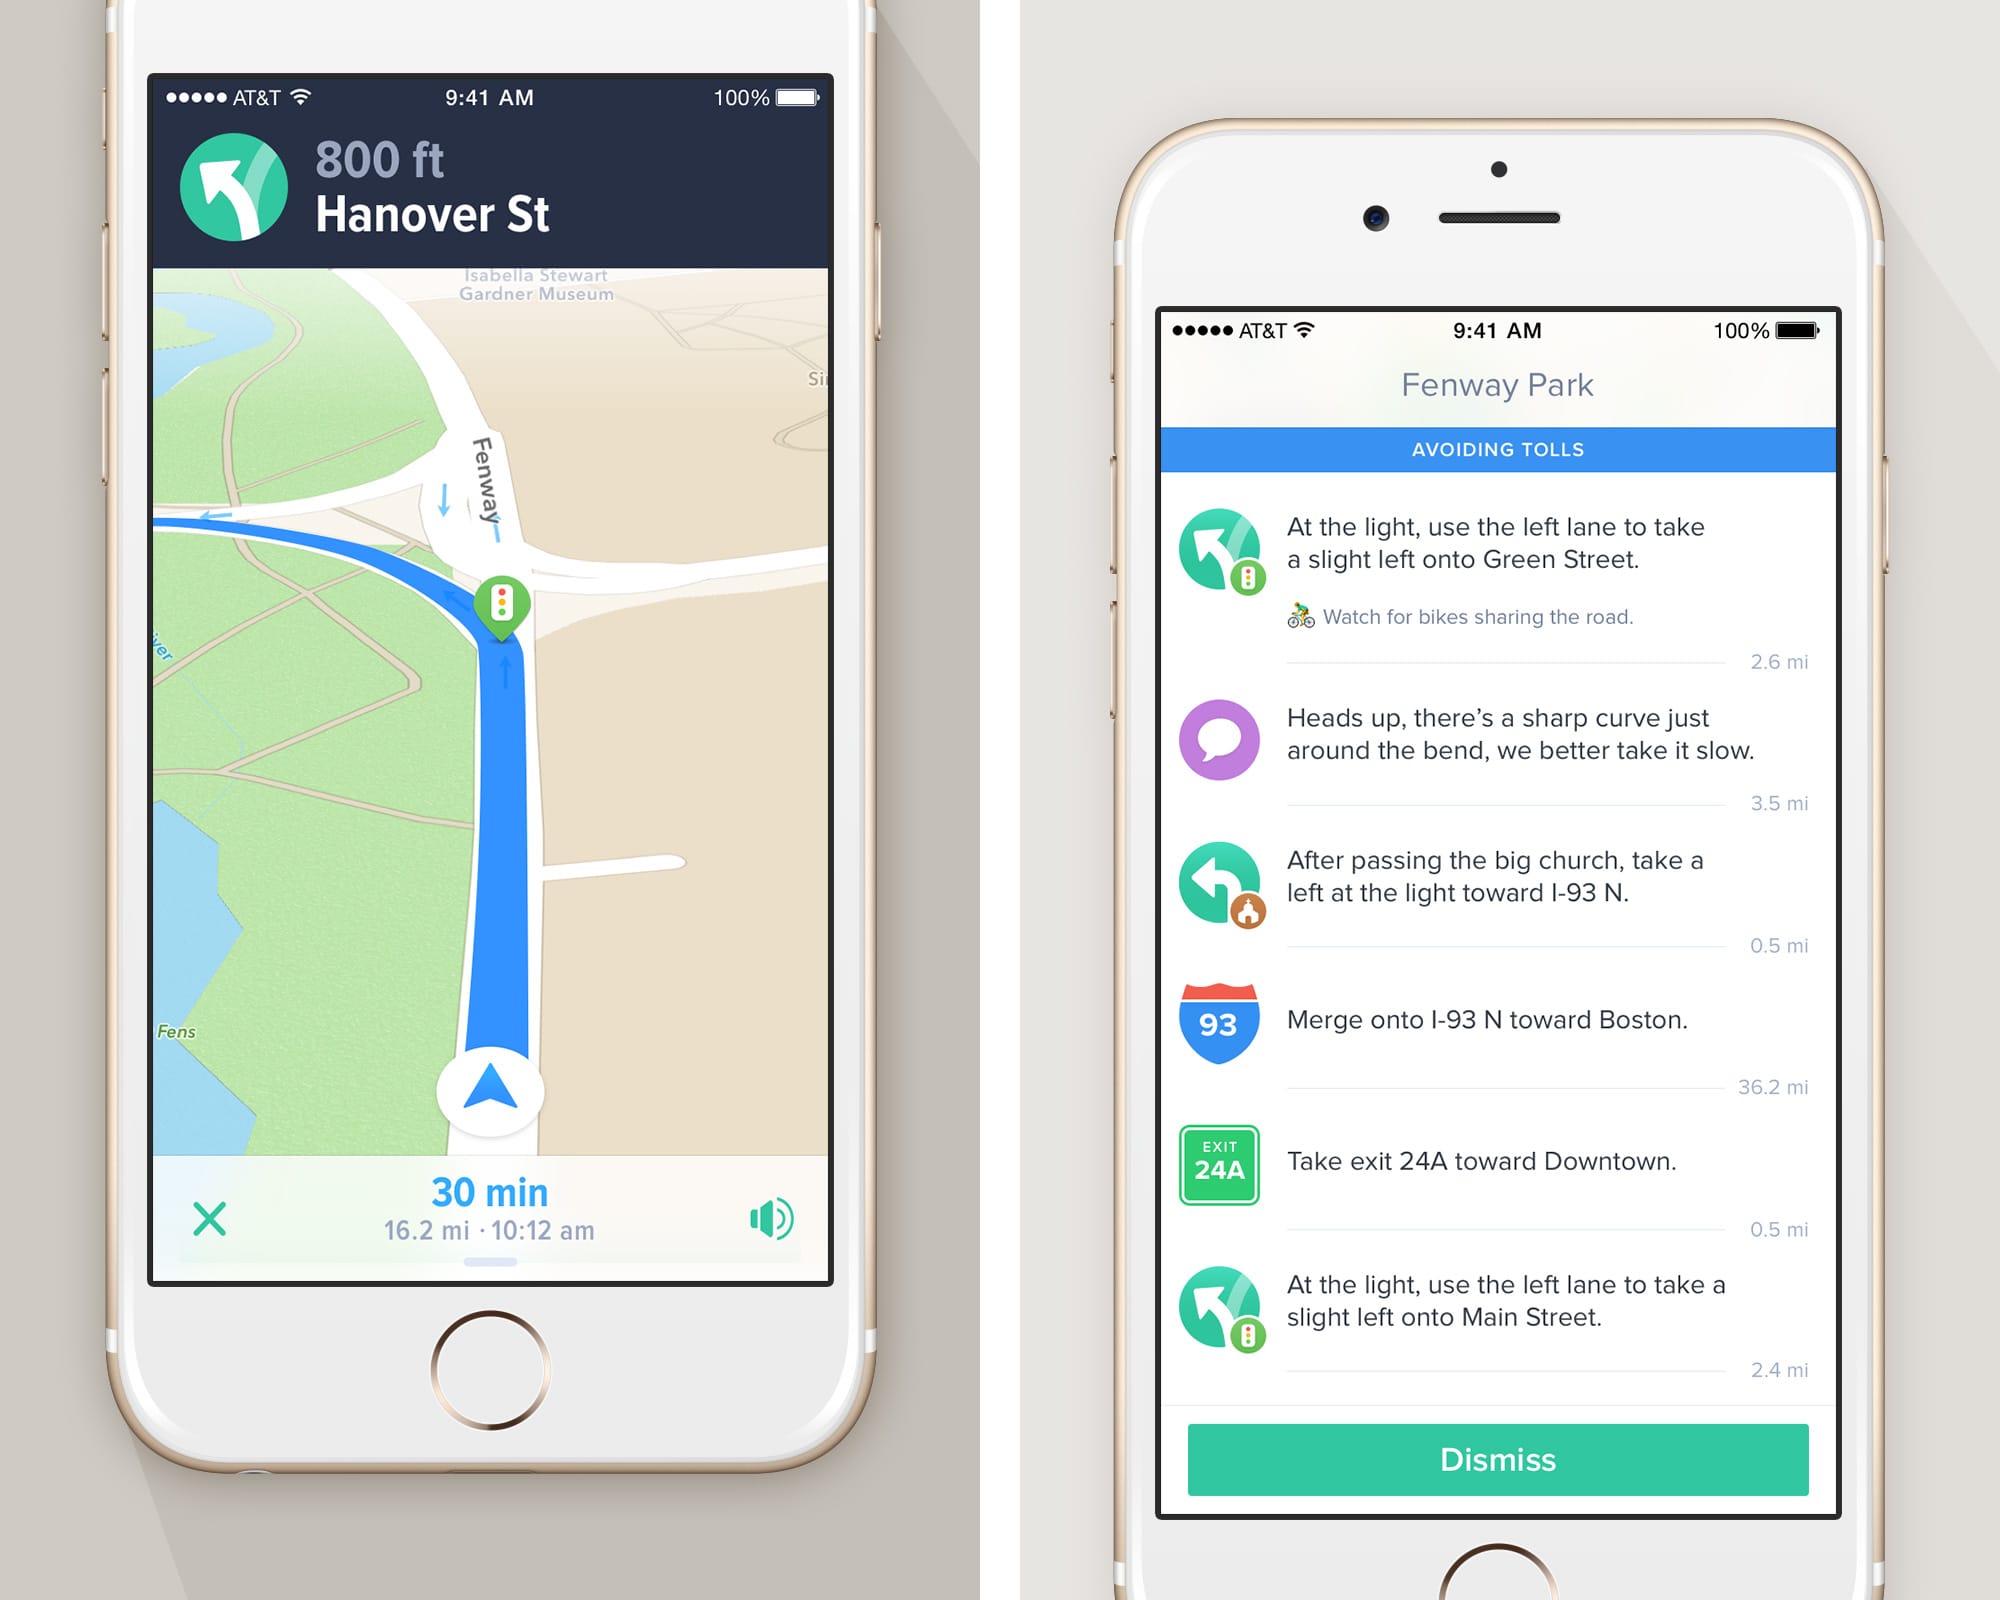 AT&T 9:41 AM 100%
800 ft
Hanover St
Isabella Stewart
Gardner Museum
Fenway
Fens
30 min
16.2 mi · 10:12 am
AT&T 9:41 AM 100%
Fenway Park
AVOIDING TOLLS
At the light, use the left lane to take
a slight left onto Green Street.
Watch for bikes sharing the road.
2.6 mi
Heads up, there’s a sharp curve just
around the bend, we better take it slow.
3.5 mi
After passing the big church, take a
left at the light toward I-93 N.
0.5 mi
93
Merge onto I-93 N toward Boston.
36.2 mi
EXIT
24A
Take exit 24A toward Downtown.
0.5 mi
At the light, use the left lane to take a
slight left onto Main Street.
2.4 mi
Dismiss